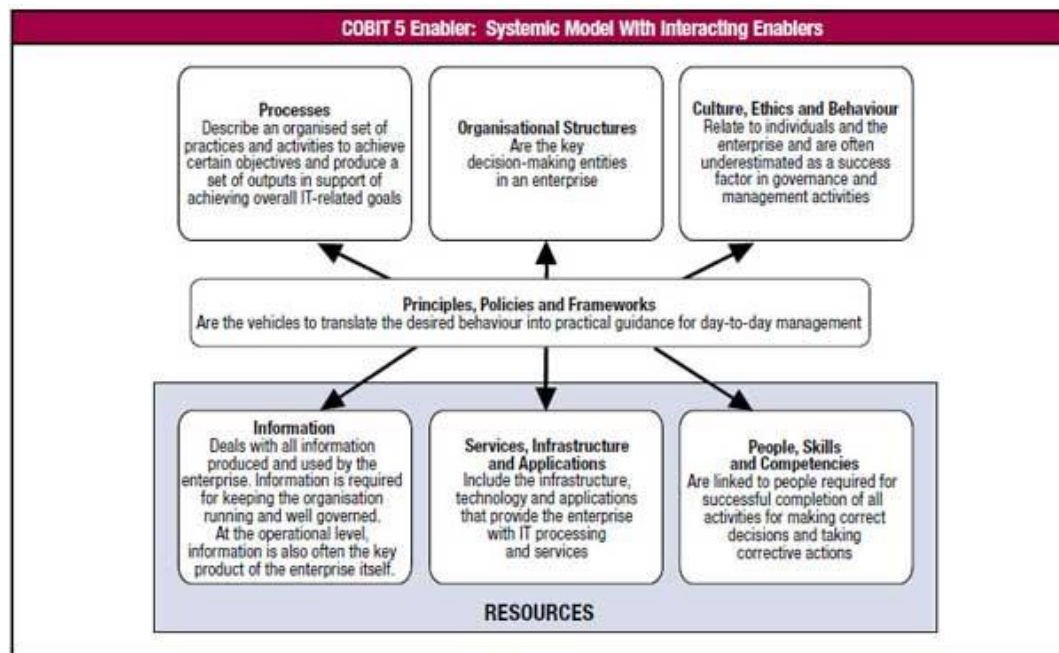 COBIT 5 Enabler: Systemic Model With Interacting Enablers
Processes
Describe an organised set of
practices and activities to achieve
certain objectives and produce a
set of outputs in support of
achieving overall IT-related goals
Organisational Structures
Are the key
decision-making entities
in an enterprise
Culture, Ethics and Behaviour
Relate to individuals and the
enterprise and are often
underestimated as a success
factor in governance and
management activities
Principles, Policies and Frameworks
Are the vehicles to translate the desired behaviour into practical guidance for day-to-day management
Information
Deals with all information
produced and used by the
enterprise. Information is required
for keeping the organisation
running and well governed.
At the operational level,
information is also often the key
product of the enterprise itself.
Services, Infrastructure
and Applications
Include the infrastructure,
technology and applications
that provide the enterprise
with IT processing
and services
People, Skills
and Competencies
Are linked to people required for
successful completion of all
activities for making correct
decisions and taking
corrective actions
RESOURCES